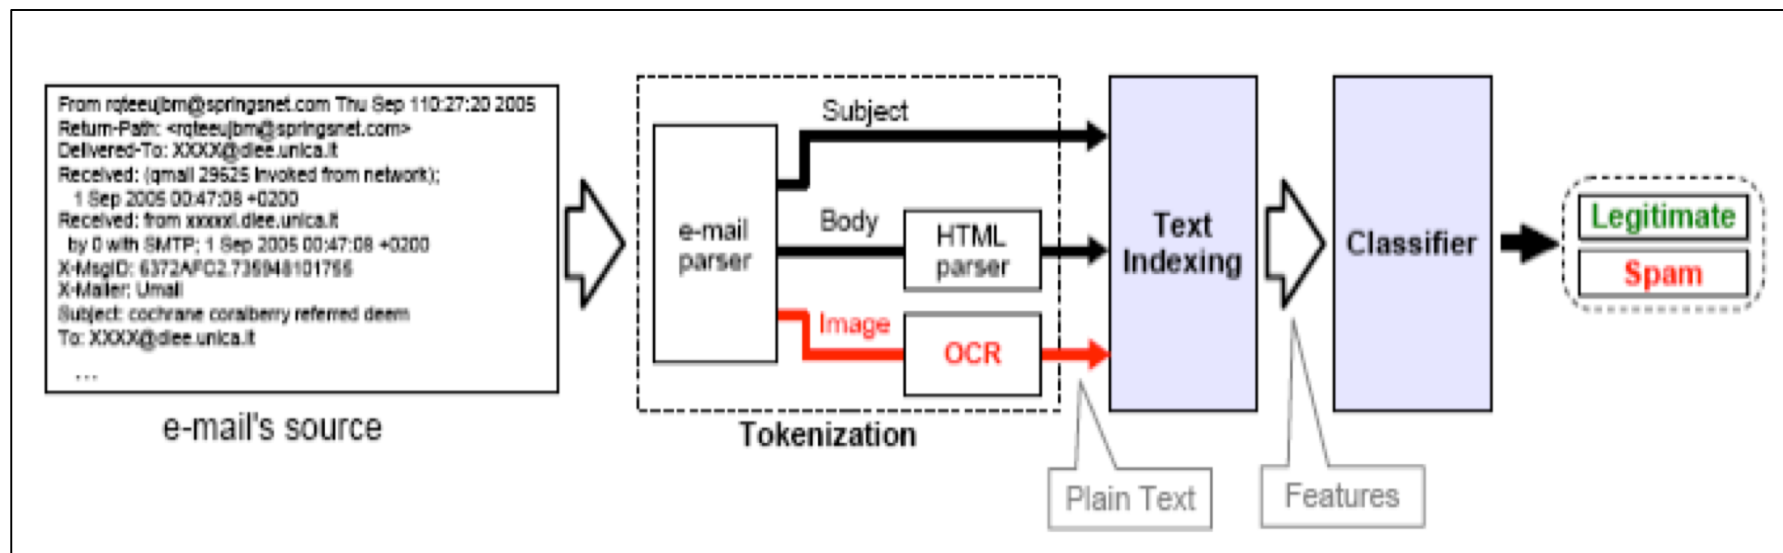 From rqteeujbm@springsnet.com Thu Sep 110:27:20 2005
Return-Path: <rqteeujbm@springsnet.com>
Delivered-To: XXXX@diee.unica.it
Received: (qmail 29625 invoked from network);
1 Sep 2005 00:47:08 +0200
Received: from xxxxxl.diee.unica.it
by 0 with SMTP; 1 Sep 2005 00:47:08 +0200
X-MsgID: 6372AFC2.735948101766
X-Mailer: Umail
Subject: cochrane coralberry referred deem
To: XXXX@diee.unica.it
...
e-mail's source
e-mail
parser
Subject
Body
HTML
parser
Image
OCR
Tokenization
Plain Text
Text
Indexing
Features
Classifier
Legitimate
Spam